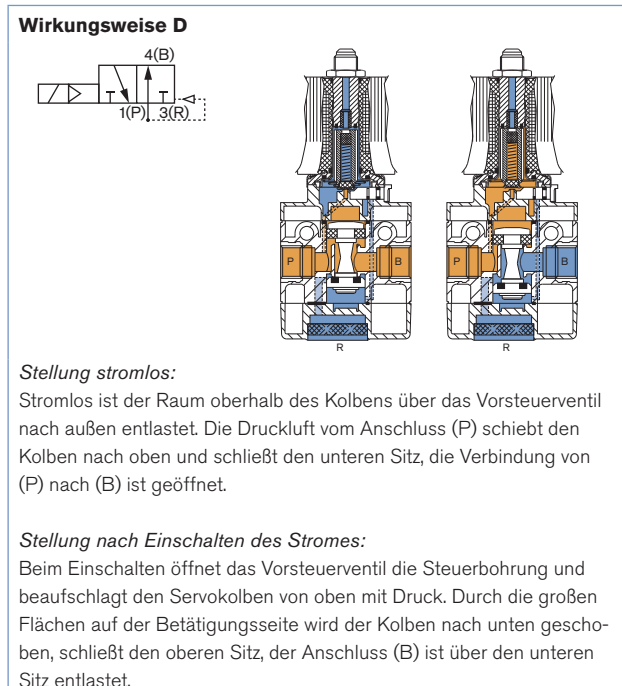 Wirkungsweise D
4(B)
1(P) 3(R)
P B P B
R R
Stellung stromlos:
Stromlos ist der Raum oberhalb des Kolbens über das Vorsteuerventil
nach außen entlastet. Die Druckluft vom Anschluss (P) schiebt den
Kolben nach oben und schließt den unteren Sitz, die Verbindung von
(P) nach (B) ist geöffnet.
Stellung nach Einschalten des Stromes:
Beim Einschalten öffnet das Vorsteuerventil die Steuerbohrung und
beaufschlagt den Servokolben von oben mit Druck. Durch die großen
Flächen auf der Betätigungsseite wird der Kolben nach unten gescho-
ben, schließt den oberen Sitz, der Anschluss (B) ist über den unteren
Sitz entlastet.